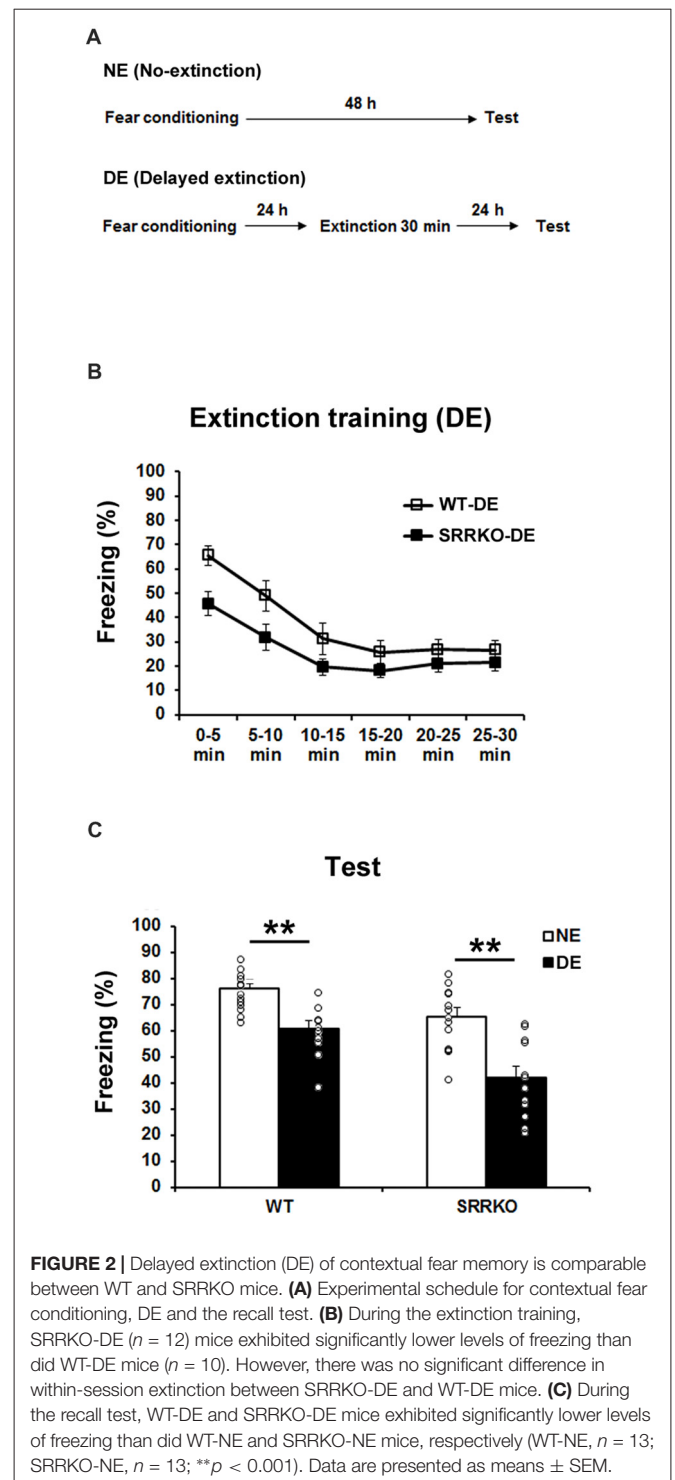 A
NE (No-extinction)
48 h
Fear conditioning Test
DE (Delayed extinction)
24 h 24 h
Fear conditioning Extinction 30 min Test
B
Extinction training (DE)
Freezing (%)
100
90
80
70
60
50
40
30
20
10
0
WT-DE
SRRKO-DE
0-5 5-10 10-15 15-20 20-25 25-30
min min min min min min
C
Test
Freezing (%)
100
90
80
70
60
50
40
30
20
10
0
** **
NE
DE
WT SRRKO
FIGURE 2 | Delayed extinction (DE) of contextual fear memory is comparable
between WT and SRRKO mice. (A) Experimental schedule for contextual fear
conditioning, DE and the recall test. (B) During the extinction training,
SRRKO-DE (n = 12) mice exhibited significantly lower levels of freezing than
did WT-DE mice (n = 10). However, there was no significant difference in
within-session extinction between SRRKO-DE and WT-DE mice. (C) During
the recall test, WT-DE and SRRKO-DE mice exhibited significantly lower levels
of freezing than did WT-NE and SRRKO-NE mice, respectively (WT-NE, n = 13;
SRRKO-NE, n = 13; **p < 0.001). Data are presented as means ± SEM.